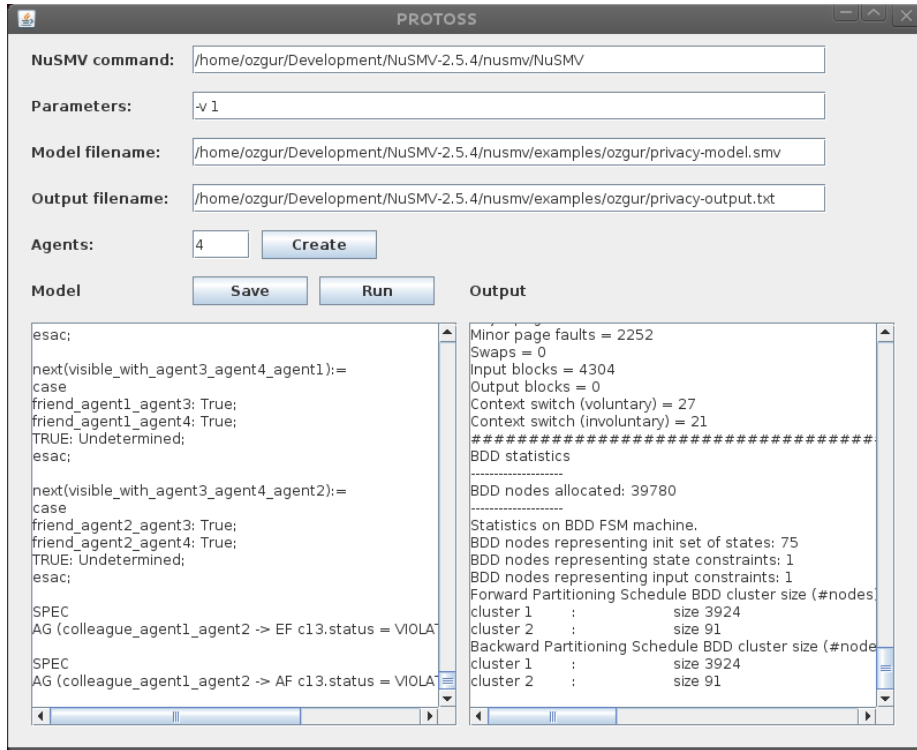 PROTOSS
NuSMV command: /home/ozgur/Development/NuSMV-2.5.4/nusmv/NuSMV
Parameters: -v 1
Model filename: /home/ozgur/Development/NuSMV-2.5.4/nusmv/examples/ozgur/privacy-model.smv
Output filename: /home/ozgur/Development/NuSMV-2.5.4/nusmv/examples/ozgur/privacy-output.txt
Agents: 4 Create
Model Save Run Output
esac;
next(visible_with_agent3_agent4_agent1):=
case
friend_agent1_agent3: True;
friend_agent1_agent4: True;
TRUE: Undetermined;
esac;
next(visible_with_agent3_agent4_agent2):=
case
friend_agent2_agent3: True;
friend_agent2_agent4: True;
TRUE: Undetermined;
esac;
SPEC
AG (colleague_agent1_agent2 -> EF c13.status = VIOLAT
SPEC
AG (colleague_agent1_agent2 -> AF c13.status = VIOLAT
Minor page faults = 2252
Swaps = 0
Input blocks = 4304
Output blocks = 0
Context switch (voluntary) = 27
Context switch (involuntary) = 21
##################################
BDD statistics
--------------------
BDD nodes allocated: 39780
--------------------
Statistics on BDD FSM machine.
BDD nodes representing init set of states: 75
BDD nodes representing state constraints: 1
BDD nodes representing input constraints: 1
Forward Partitioning Schedule BDD cluster size (#nodes)
cluster 1 : size 3924
cluster 2 : size 91
Backward Partitioning Schedule BDD cluster size (#node
cluster 1 : size 3924
cluster 2 : size 91